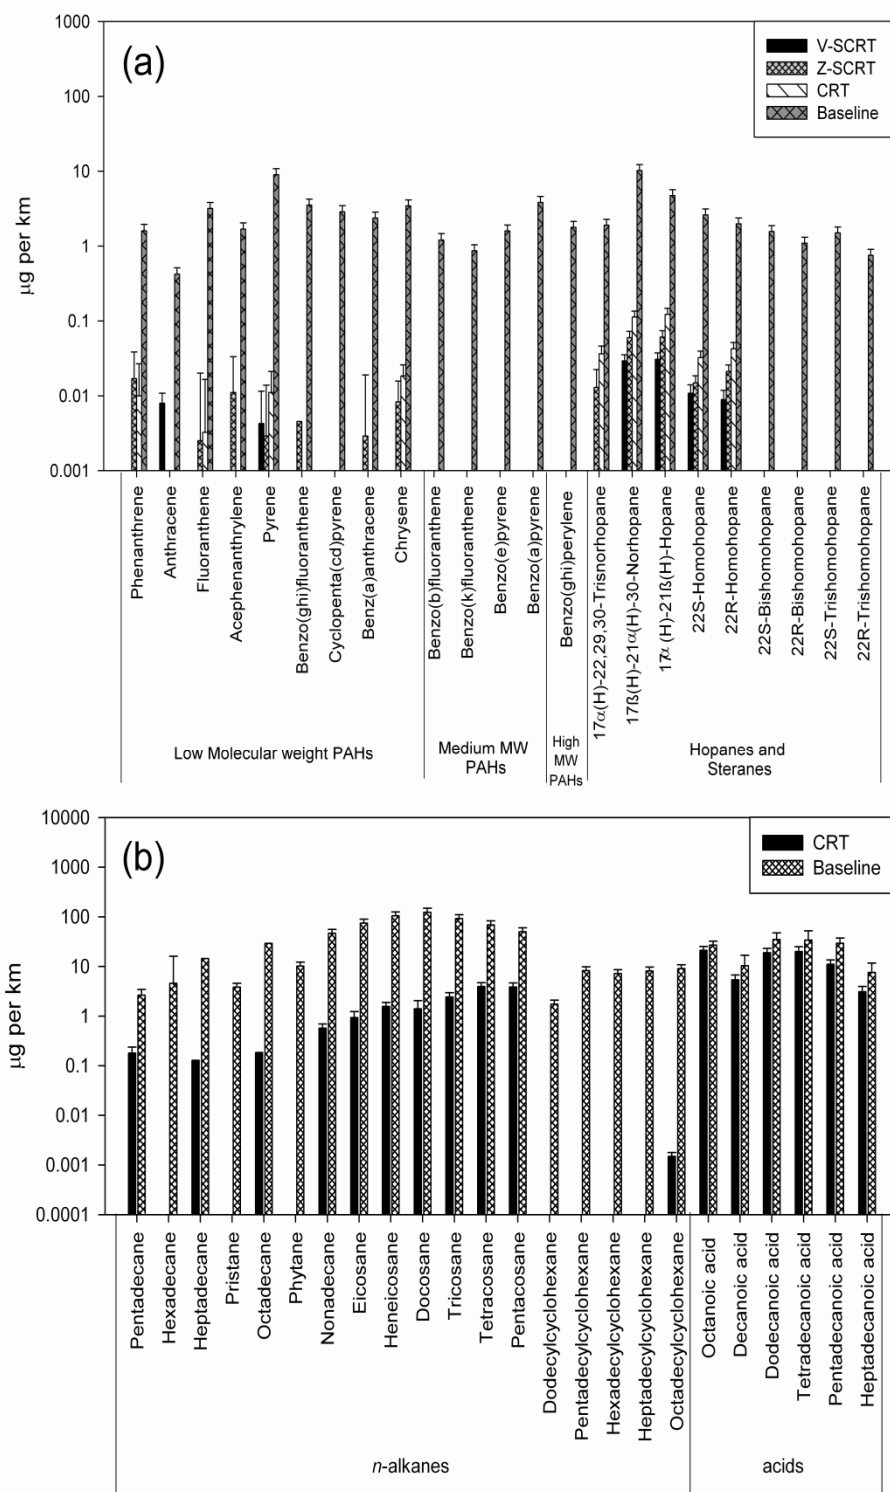 (a)
V-SCRT
Z-SCRT
CRT
Baseline
µg per km
1000
100
10
1
0.1
0.01
0.001
Phenanthrene
Anthracene
Fluoranthene
Acephenanthrylene
Pyrene
Benzo(ghi)fluoranthene
Cyclopenta(cd)pyrene
Benz(a)anthracene
Chrysene
Benzo(b)fluoranthene
Benzo(k)fluoranthene
Benzo(e)pyrene
Benzo(a)pyrene
Benzo(ghi)perylene
17α(H)-22,29,30-Trisnorhopane
17ß(H)-21α(H)-30-Norhopane
17α (H)-21ß(H)-Hopane
22S-Homohopane
22R-Homohopane
22S-Bishomohopane
22R-Bishomohopane
22S-Trishomohopane
22R-Trishomohopane
Low Molecular weight PAHs
Medium MW
PAHs
High
MW
PAHs
Hopanes and
Steranes
(b)
CRT
Baseline
µg per km
10000
1000
100
10
1
0.1
0.01
0.001
0.0001
Pentadecane
Hexadecane
Heptadecane
Pristane
Octadecane
Phytane
Nonadecane
Eicosane
Heneicosane
Docosane
Tricosane
Tetracosane
Pentacosane
Dodecylcyclohexane
Pentadecylcyclohexane
Hexadecylcyclohexane
Heptadecylcyclohexane
Octadecylcyclohexane
Octanoic acid
Decanoic acid
Dodecanoic acid
Tetradecanoic acid
Pentadecanoic acid
Heptadecanoic acid
n-alkanes
acids